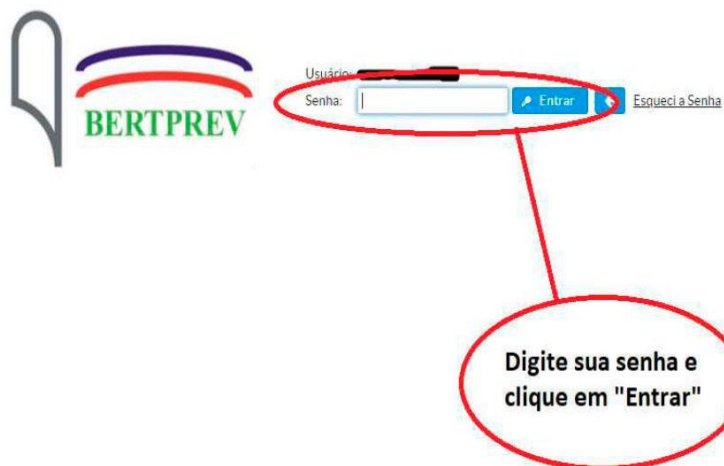 BERTPREV
Usuário:
Senha:
Entrar
Esqueci a Senha
Digite sua senha e
clique em "Entrar"